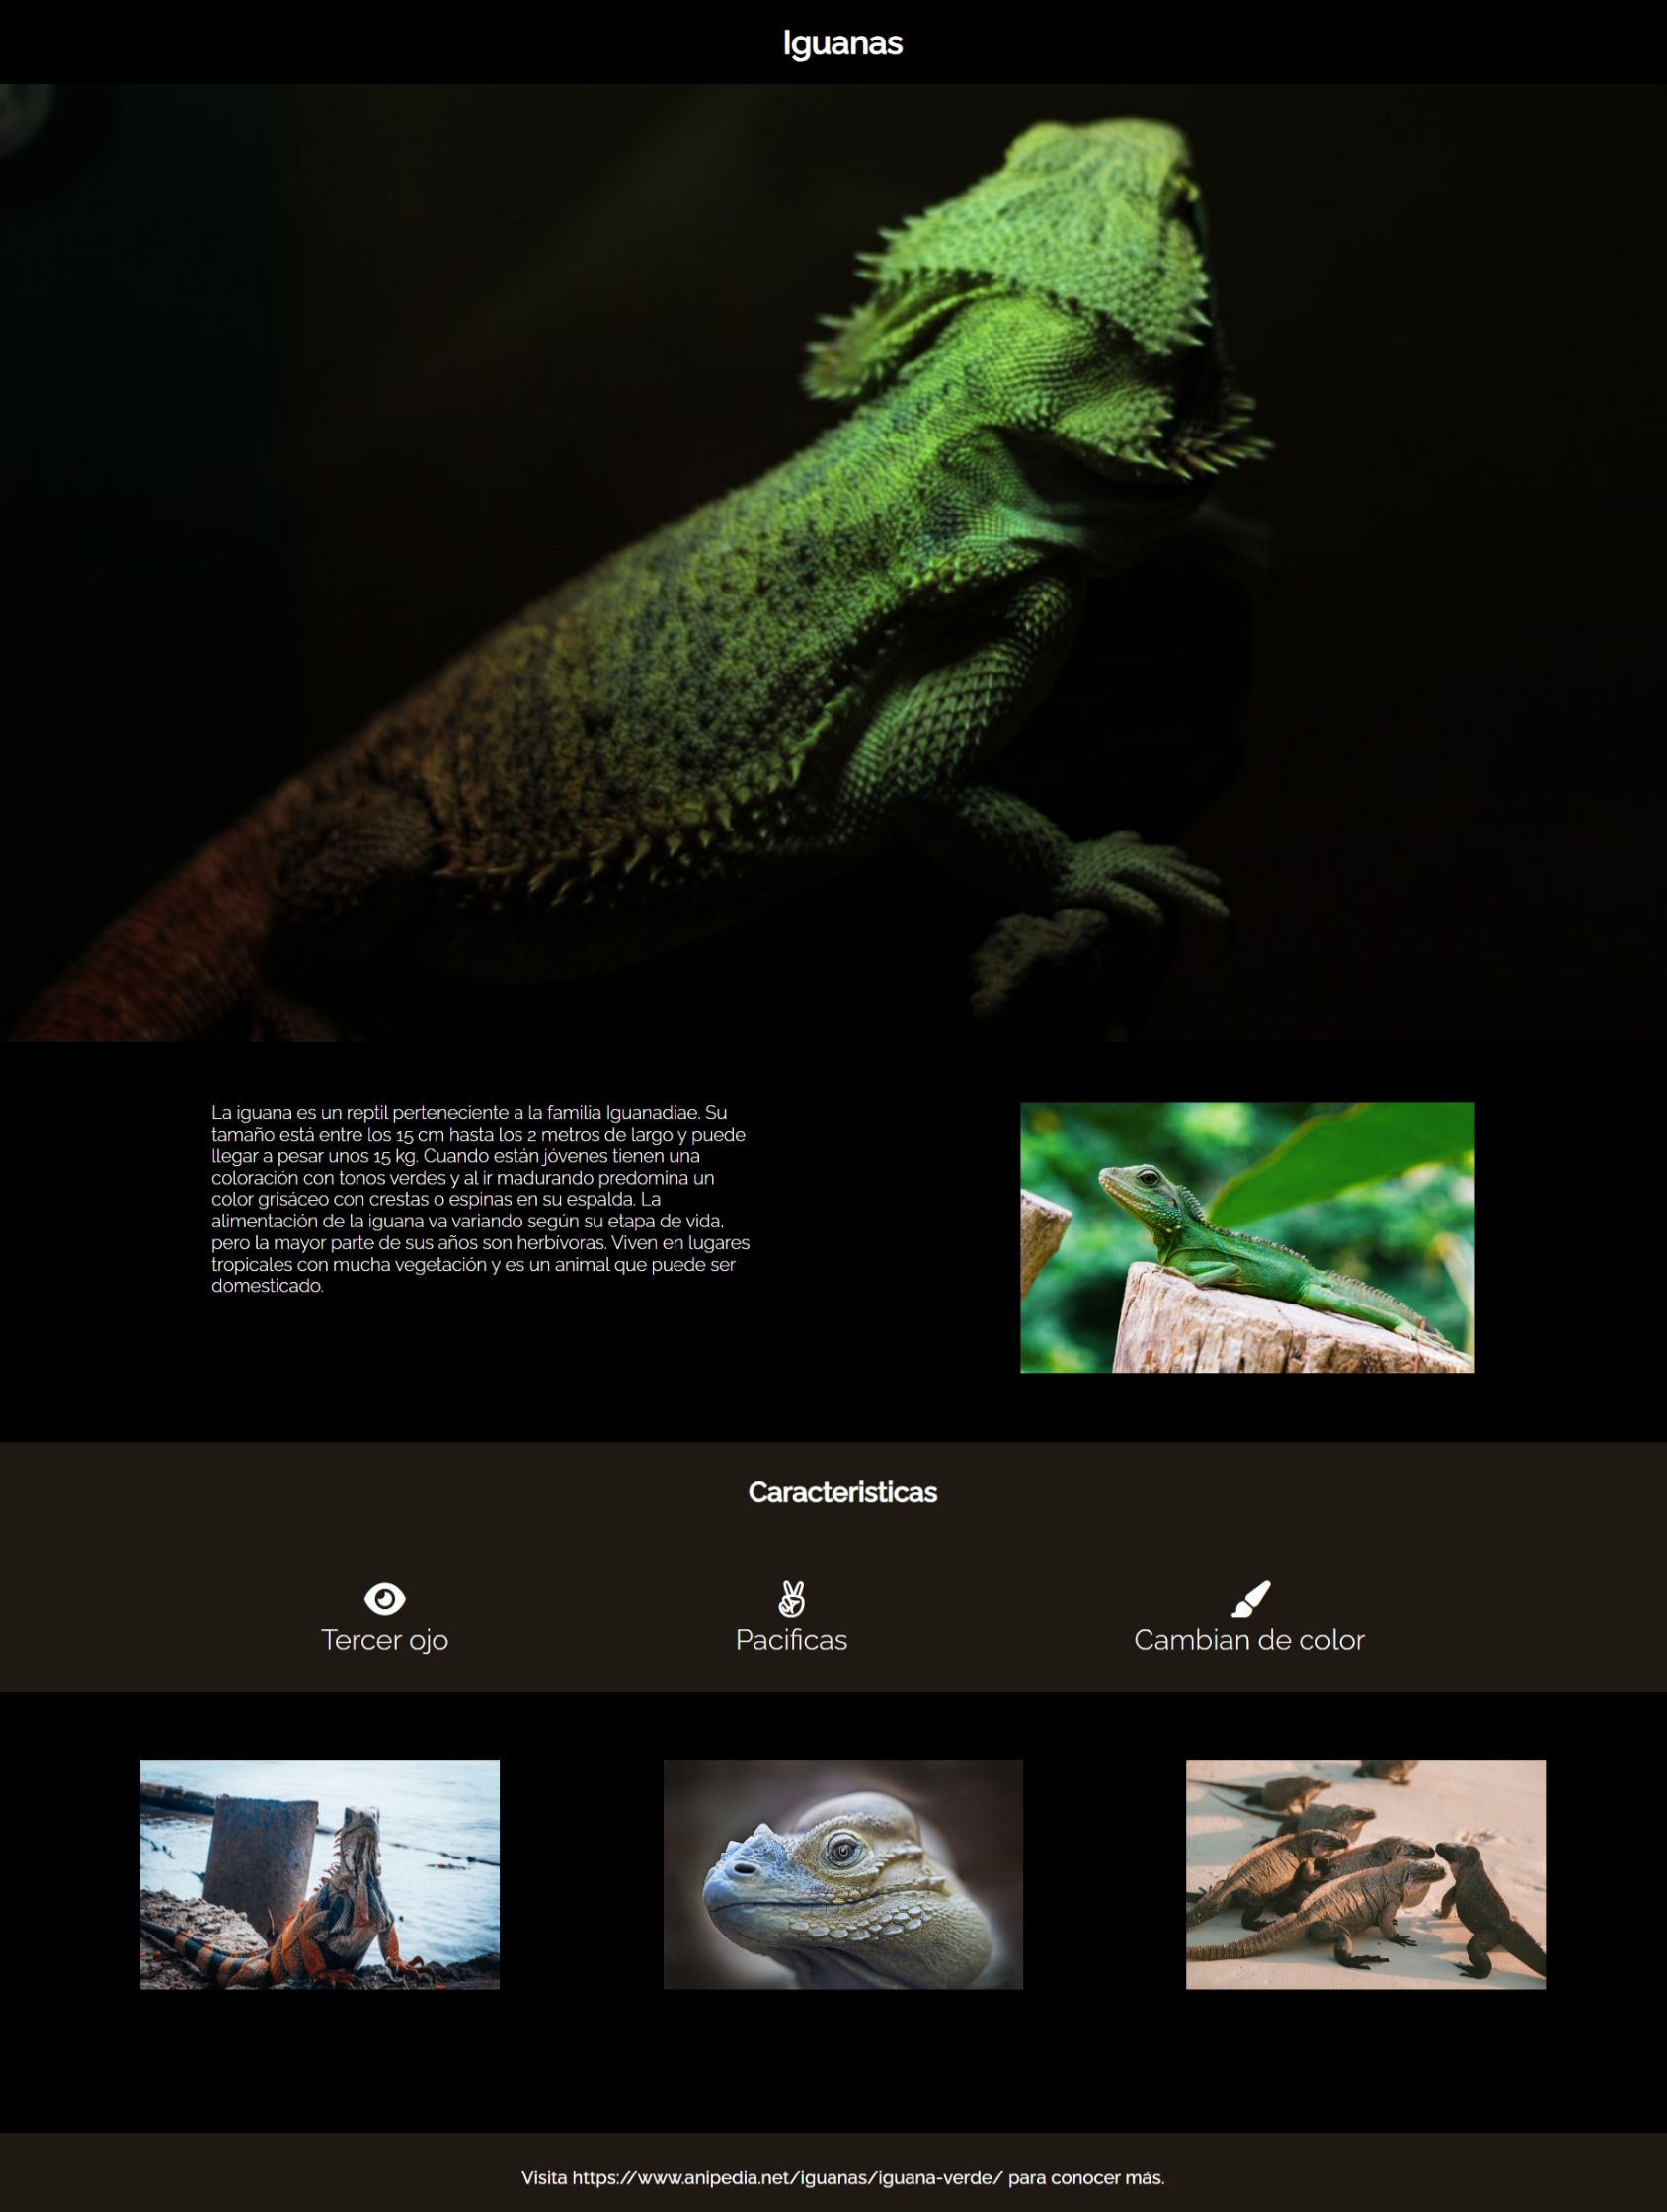 Iguanas
La iguana es un reptil perteneciente a la familia Iguanadiae. Su
tamaño está entre los 15 cm hasta los 2 metros de largo y puede
llegar a pesar unos 15 kg. Cuando están jóvenes tienen una
coloración con tonos verdes y al ir madurando predomina un
color grisáceo con crestas o espinas en su espalda. La
alimentación de la iguana va variando según su etapa de vida,
pero la mayor parte de sus años son herbívoras. Viven en lugares
tropicales con mucha vegetación y es un animal que puede ser
domesticado.
Caracteristicas
Tercer ojo
Pacificas
Cambian de color
Visita https://www.anipedia.net/iguanas/iguana-verde/ para conocer más.